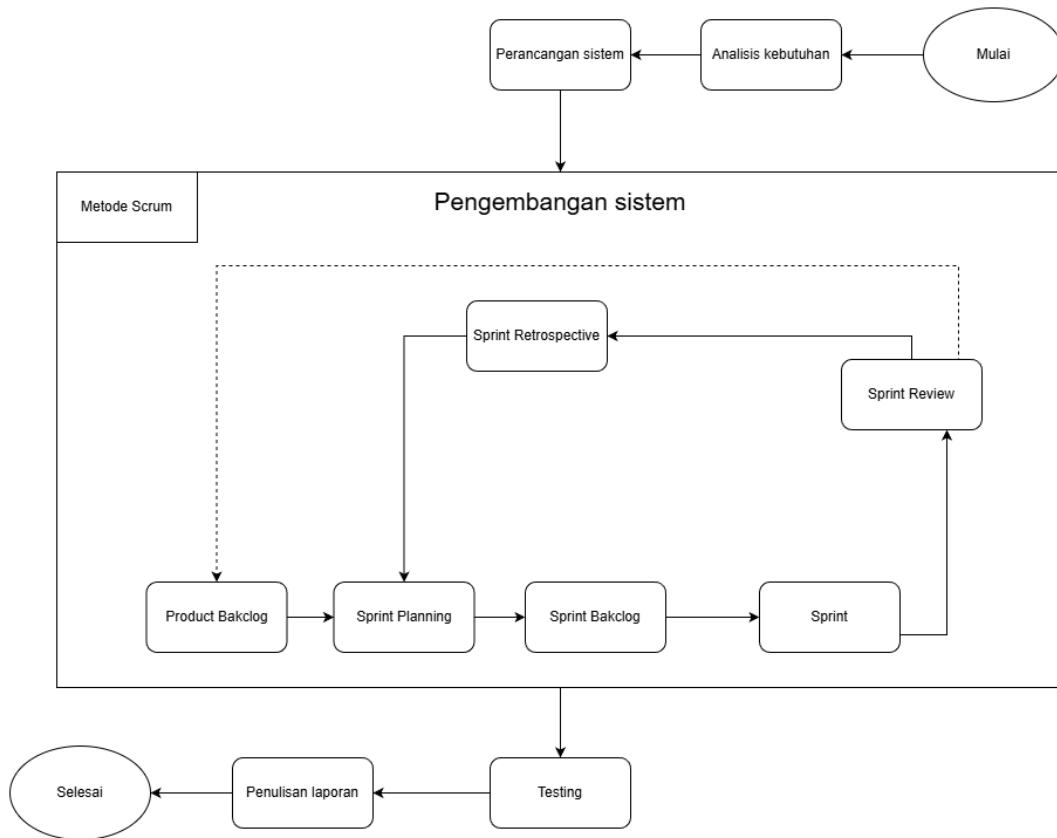 Perancangan sistem
Analisis kebutuhan
Mulai
Metode Scrum
Pengembangan sistem
Sprint Retrospective
Sprint Review
Product Bakclog
Sprint Planning
Sprint Bakclog
Sprint
Selesai
Penulisan laporan
Testing